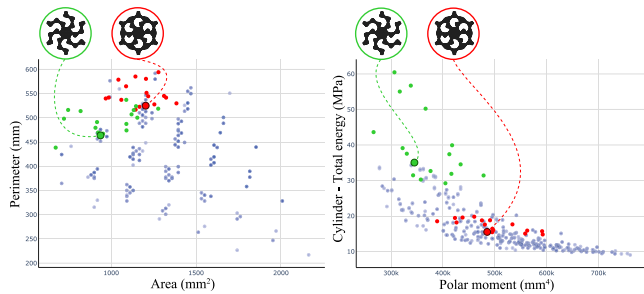 600
550
500
450
400
350
300
250
200
1000
1500
2000
Perimeter (mm)
Area (mm²)
60
50
40
30
20
10
300k
400k
500k
600k
700k
Cylinder - Total energy (MPa)
Polar moment (mm⁴)